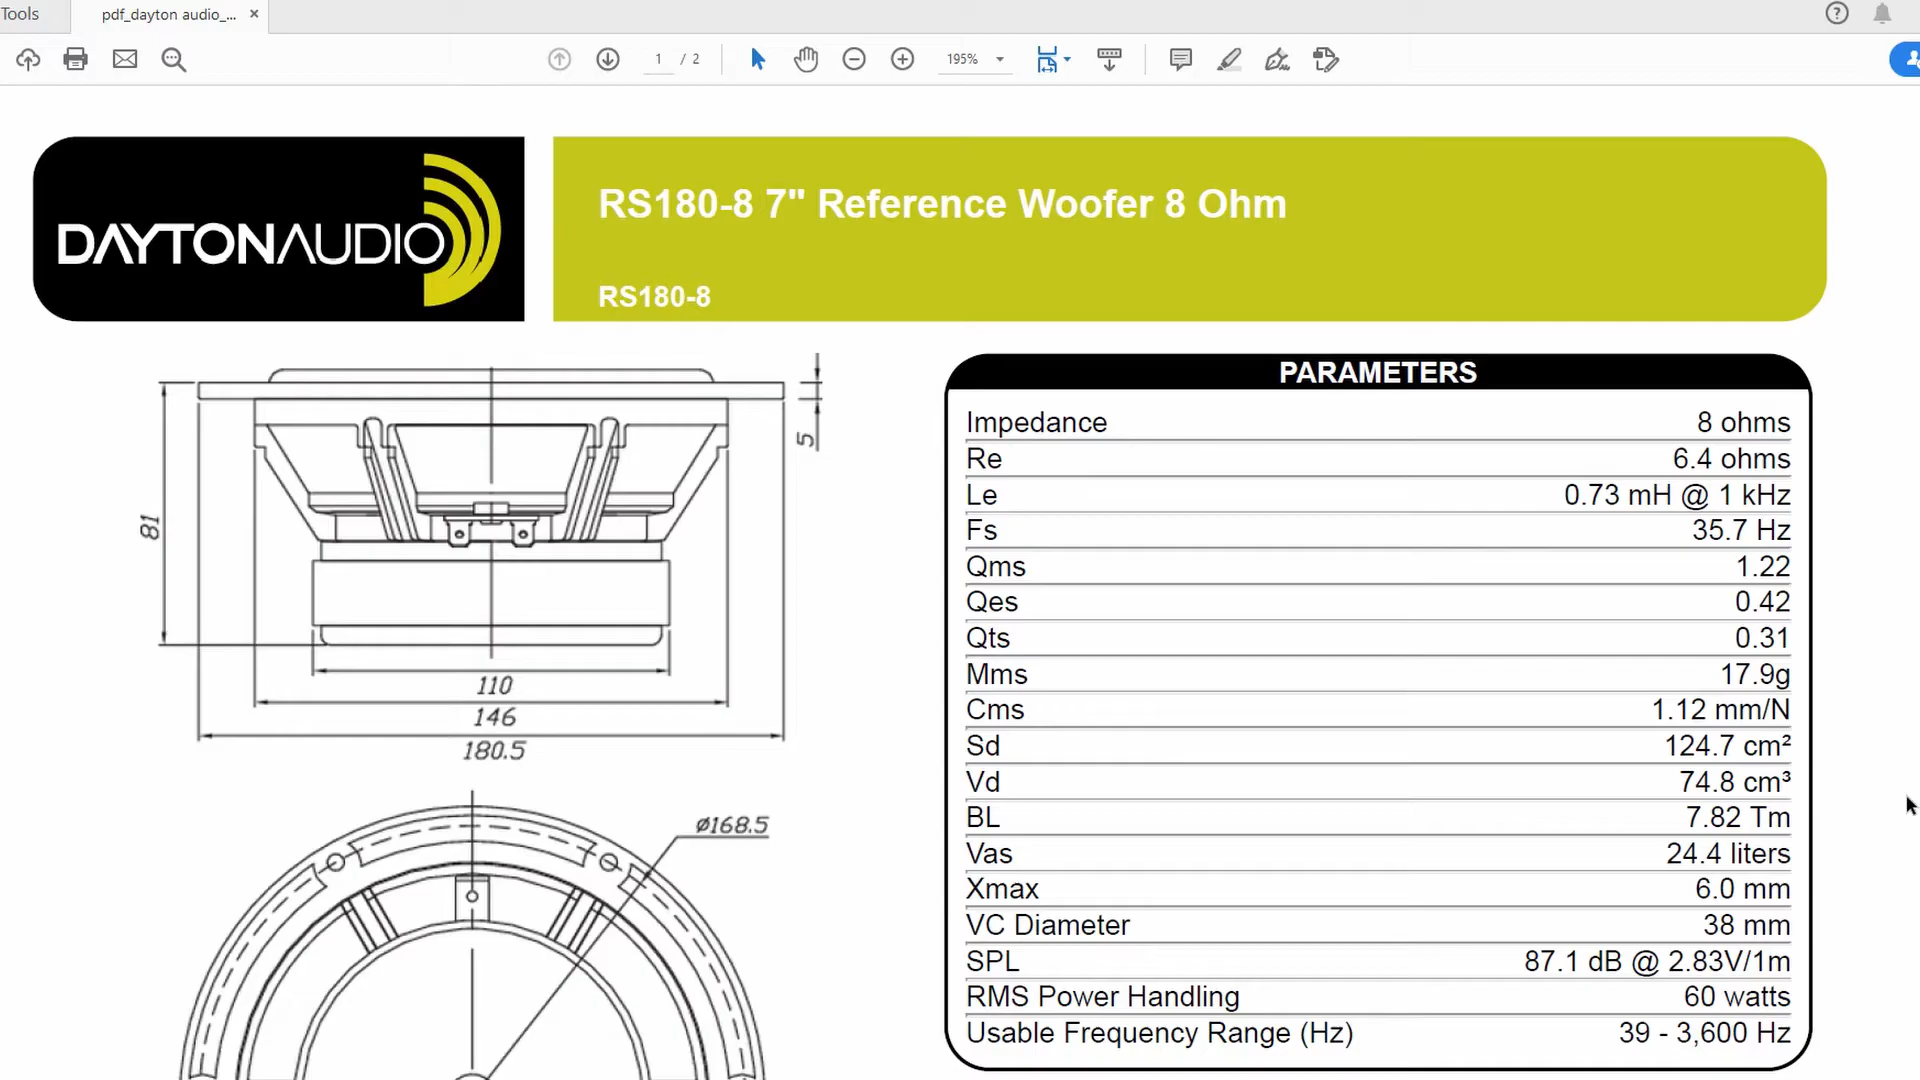 Tools
pdf_dayton audio_... ×
1 / 2
195%
DAYTONAUDIO
RS180-8 7" Reference Woofer 8 Ohm
RS180-8
5
81
110
146
180.5
ø168.5
PARAMETERS
Impedance 8 ohms
Re 6.4 ohms
Le 0.73 mH @ 1 kHz
Fs 35.7 Hz
Qms 1.22
Qes 0.42
Qts 0.31
Mms 17.9g
Cms 1.12 mm/N
Sd 124.7 cm²
Vd 74.8 cm³
BL 7.82 Tm
Vas 24.4 liters
Xmax 6.0 mm
VC Diameter 38 mm
SPL 87.1 dB @ 2.83V/1m
RMS Power Handling 60 watts
Usable Frequency Range (Hz) 39 - 3,600 Hz